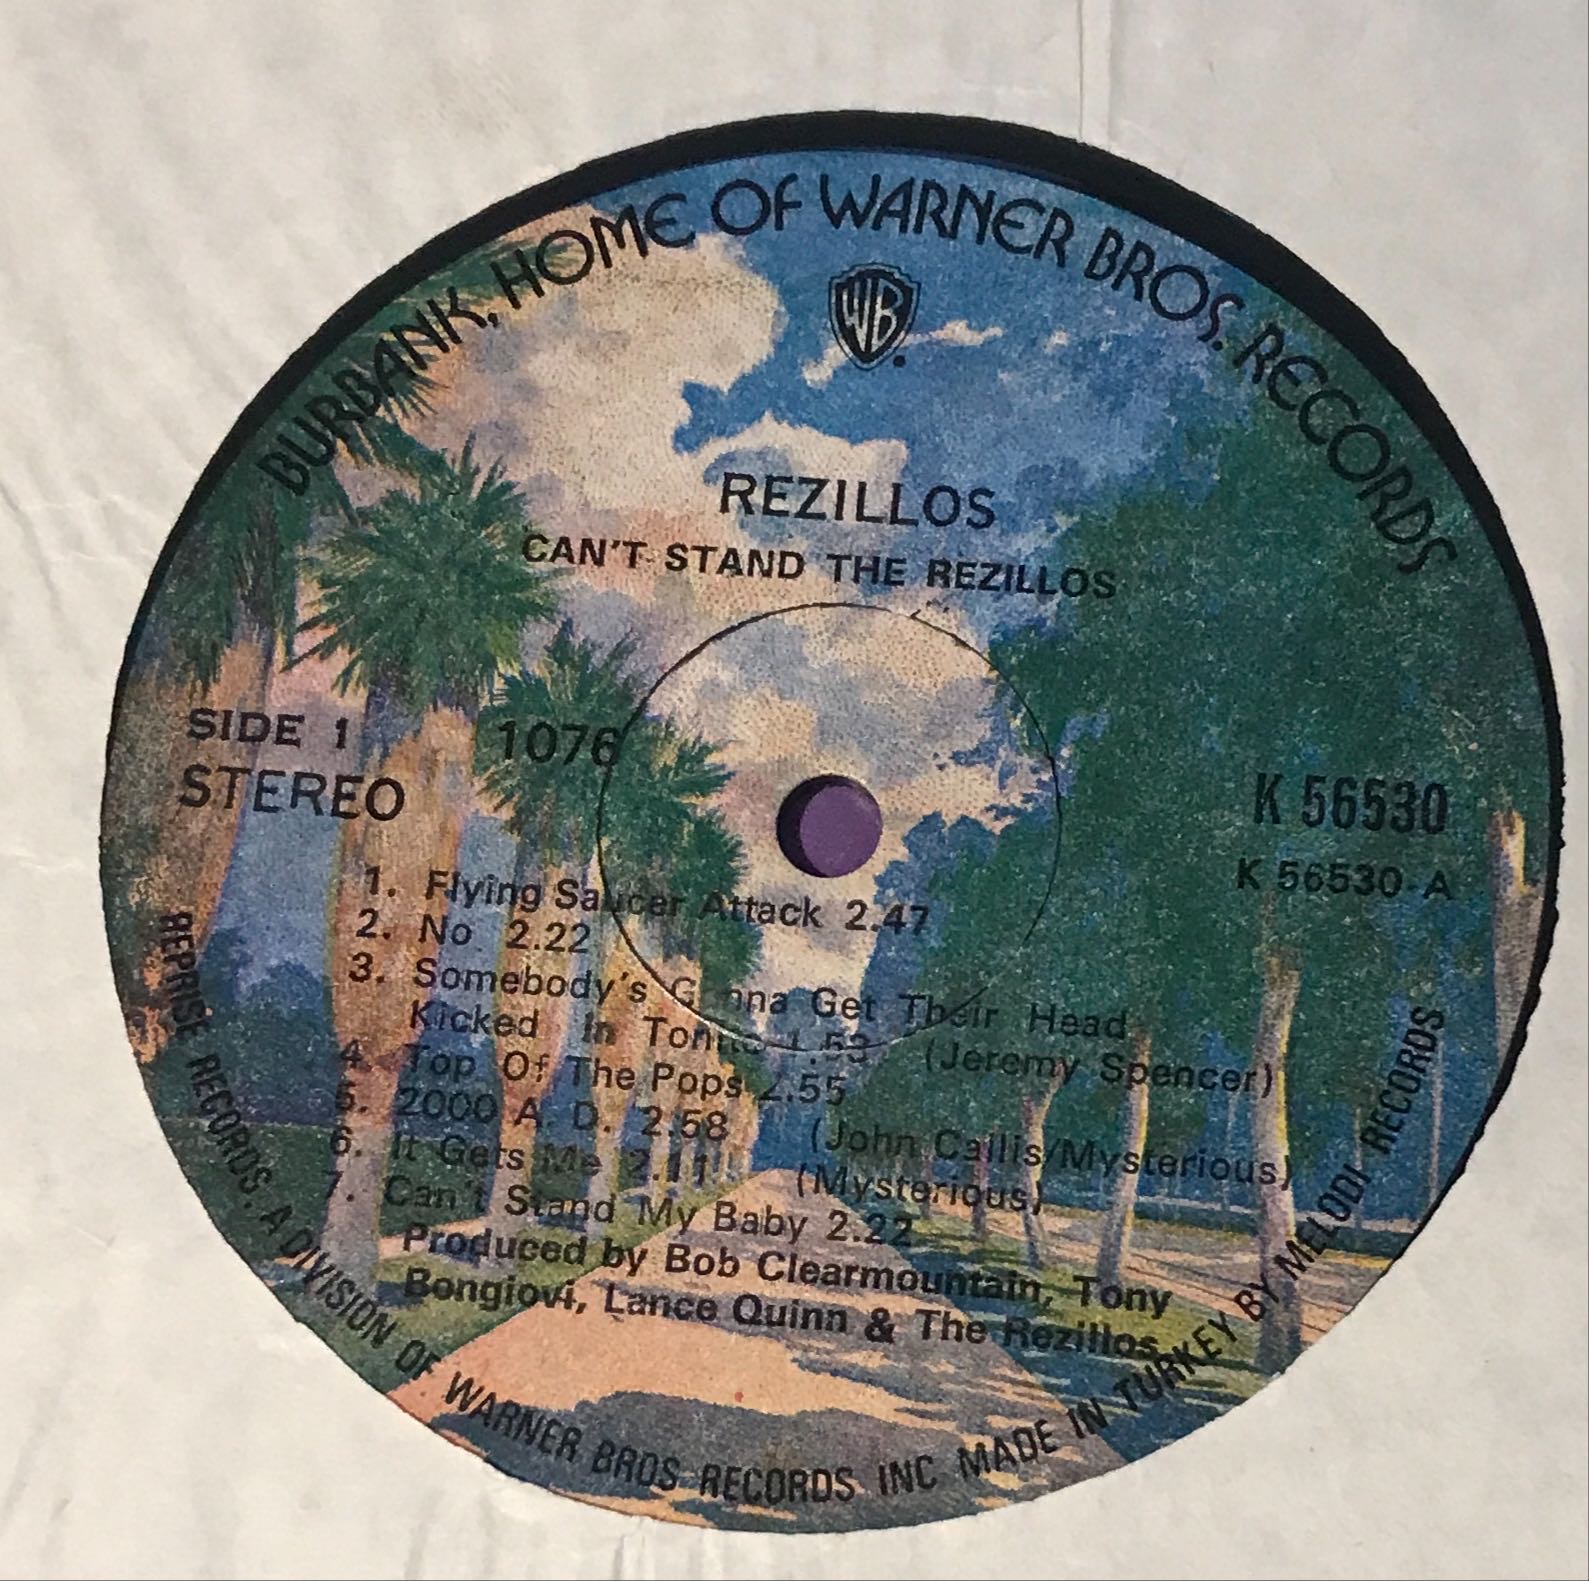 BURBANK, HOME OF WARNER BROS. RECORDS
WB
REZILLOS
CAN'T STAND THE REZILLOS
SIDE 1 1076
STEREO
K 56530
K 56530-A
1. Flying Saucer Attack 2.47
2. No 2.22
3. Somebody's Gonna Get Their Head
Kicked In Tonite 1.53 (Jeremy Spencer)
4. Top Of The Pops 2.55
5. 2000 A. D. 2.58 (John Callis/Mysterious)
6. It Gets Me 2.11 (Mysterious)
7. Can't Stand My Baby 2.22
Produced by Bob Clearmountain, Tony
Bongiovi, Lance Quinn & The Rezillos
REPRISE RECORDS. A DIVISION OF WARNER BROS RECORDS INC MADE IN TURKEY BY MELODI RECORDS